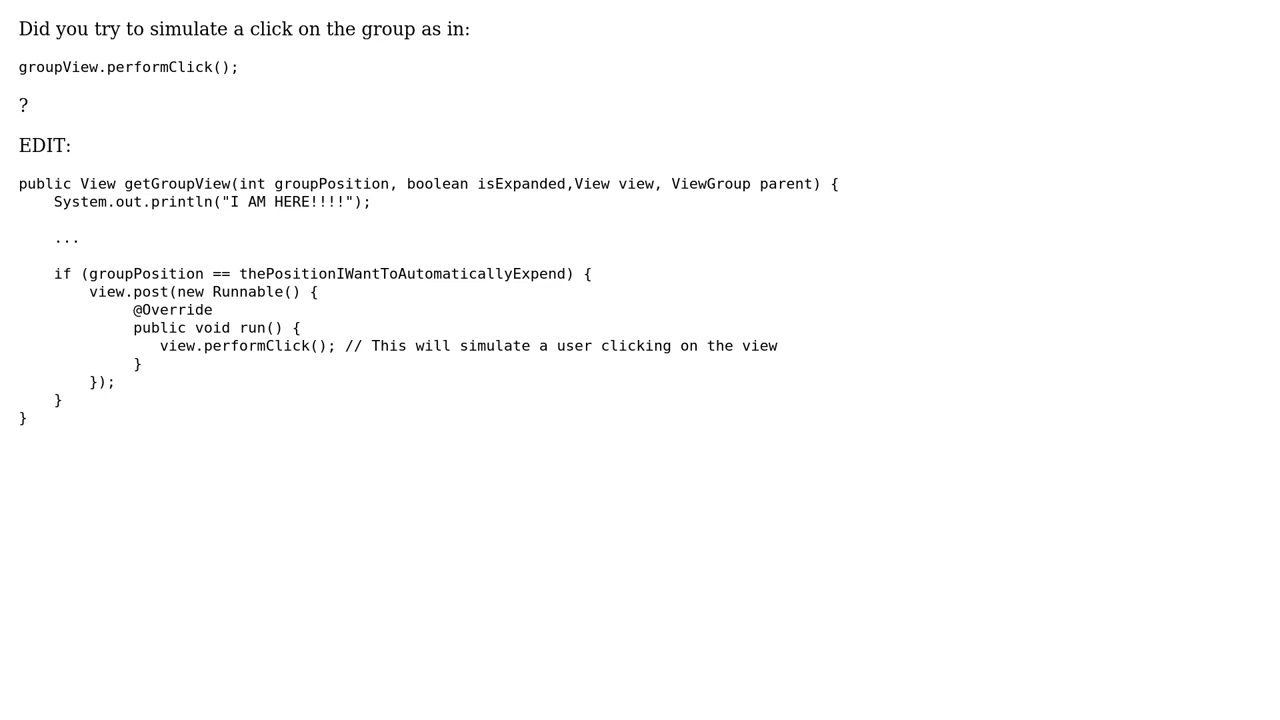 Did you try to simulate a click on the group as in:
groupView.performClick();
?
EDIT:
public View getGroupView(int groupPosition, boolean isExpanded,View view, ViewGroup parent) {
    System.out.println("I AM HERE!!!!");
    ...
    if (groupPosition == thePositionIWantToAutomaticallyExpend) {
        view.post(new Runnable() {
             @Override
             public void run() {
                view.performClick(); // This will simulate a user clicking on the view
             }
        });
    }
}